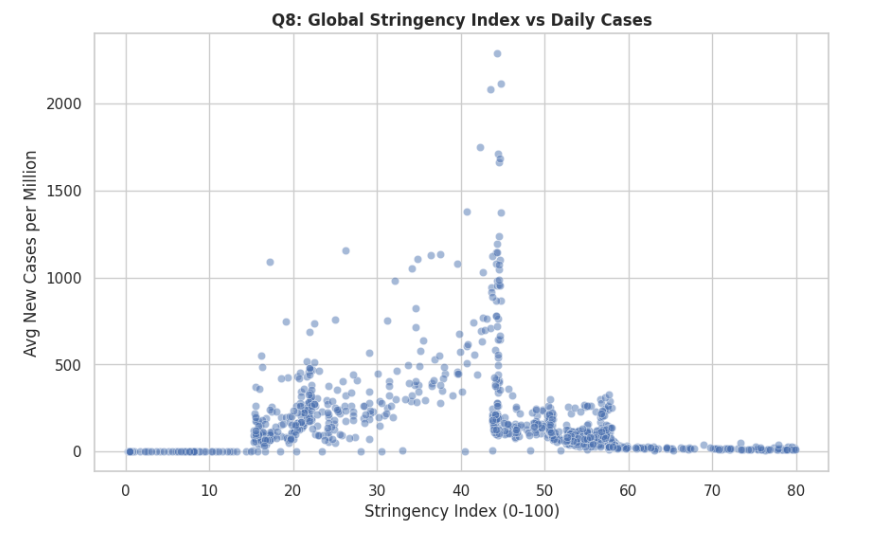 Q8: Global Stringency Index vs Daily Cases
2000
1500
1000
500
0
Avg New Cases per Million
0 10 20 30 40 50 60 70 80
Stringency Index (0-100)